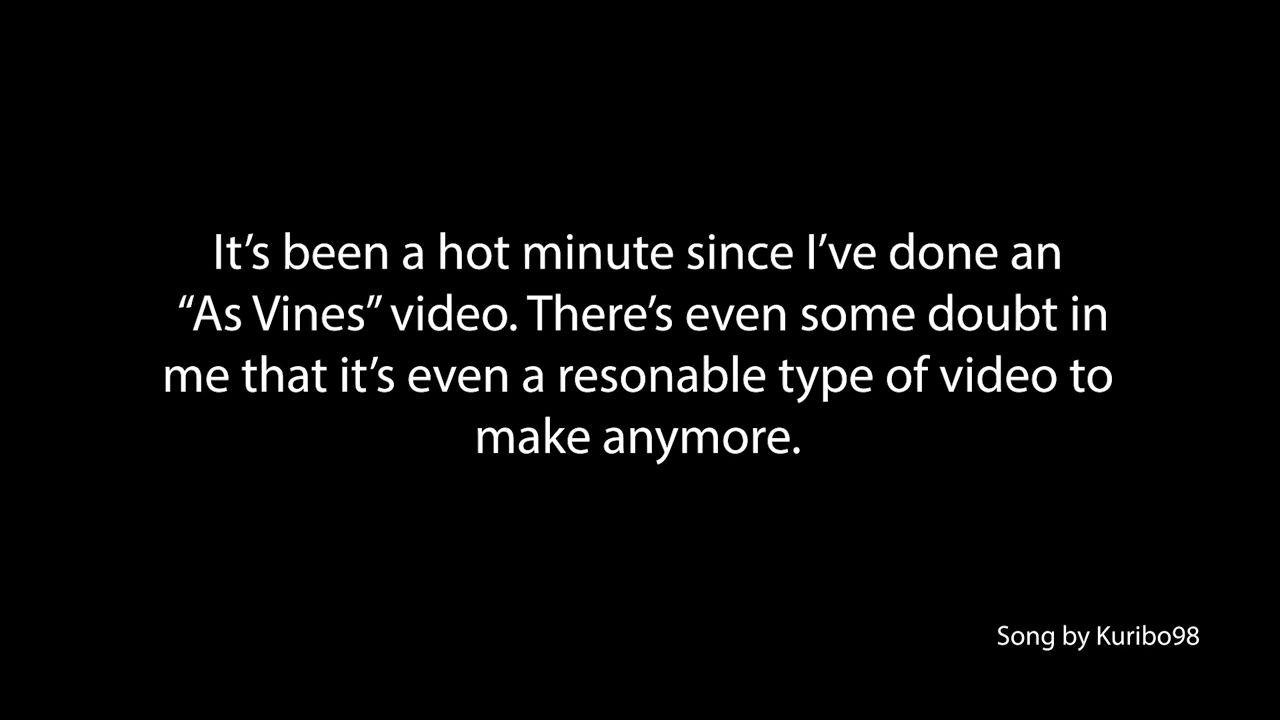 It’s been a hot minute since I’ve done an
“As Vines” video. There’s even some doubt in
me that it’s even a resonable type of video to
make anymore.
Song by Kuribo98